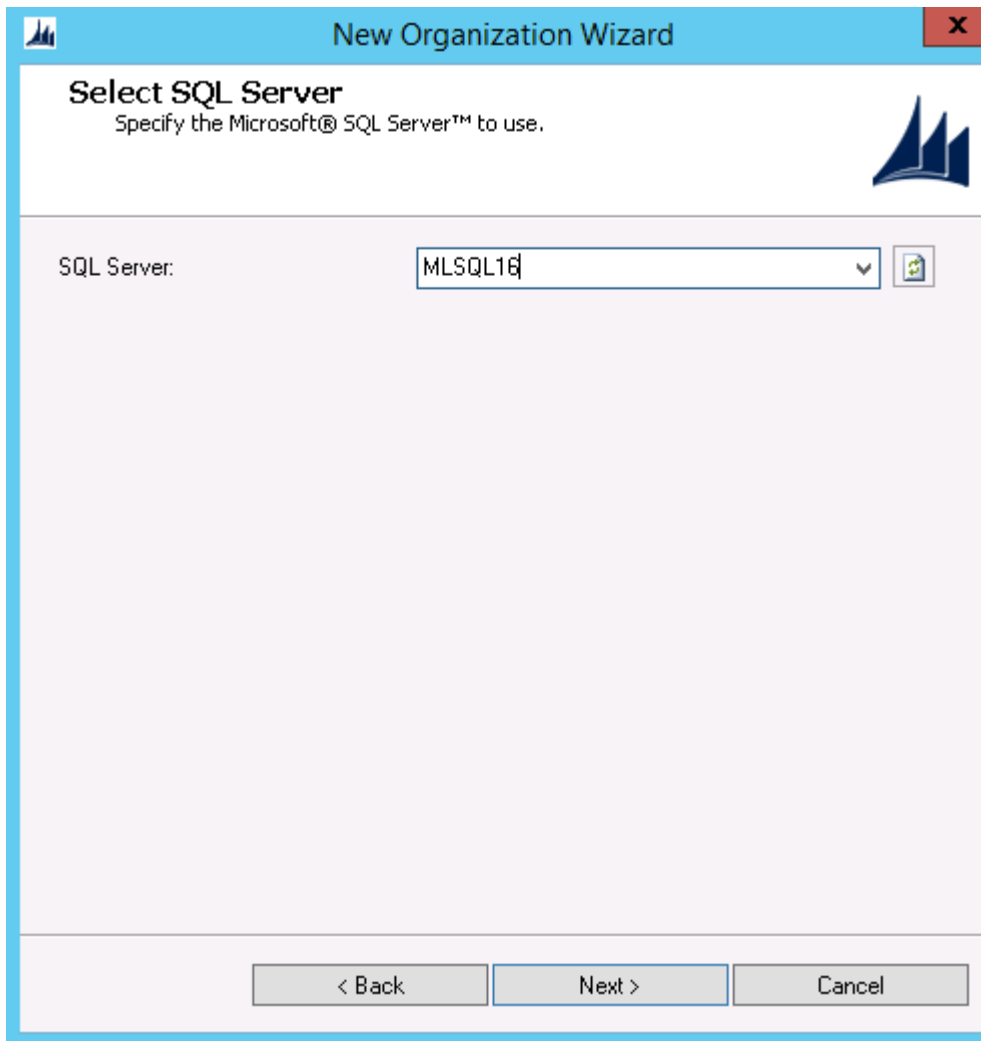 New Organization Wizard
x
Select SQL Server
Specify the Microsoft® SQL Server™ to use.
SQL Server:
MLSQL16
< Back
Next >
Cancel